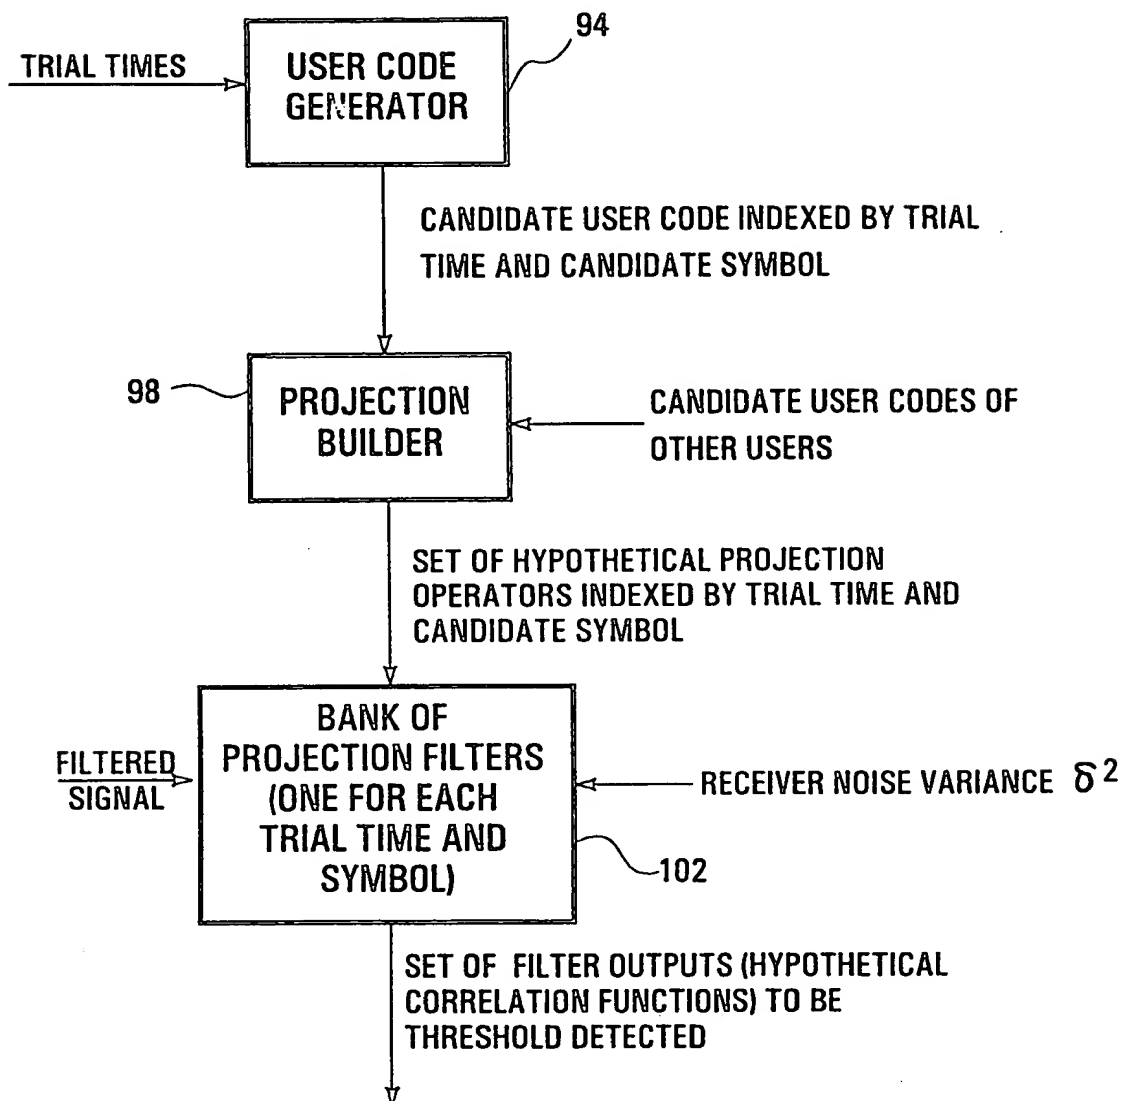 94
TRIAL TIMES
USER CODE
GENERATOR
CANDIDATE USER CODE INDEXED BY TRIAL
TIME AND CANDIDATE SYMBOL
98
PROJECTION
BUILDER
CANDIDATE USER CODES OF
OTHER USERS
SET OF HYPOTHETICAL PROJECTION
OPERATORS INDEXED BY TRIAL TIME AND
CANDIDATE SYMBOL
FILTERED
SIGNAL
BANK OF
PROJECTION FILTERS
(ONE FOR EACH
TRIAL TIME AND
SYMBOL)
RECEIVER NOISE VARIANCE δ²
102
SET OF FILTER OUTPUTS (HYPOTHETICAL
CORRELATION FUNCTIONS) TO BE
THRESHOLD DETECTED